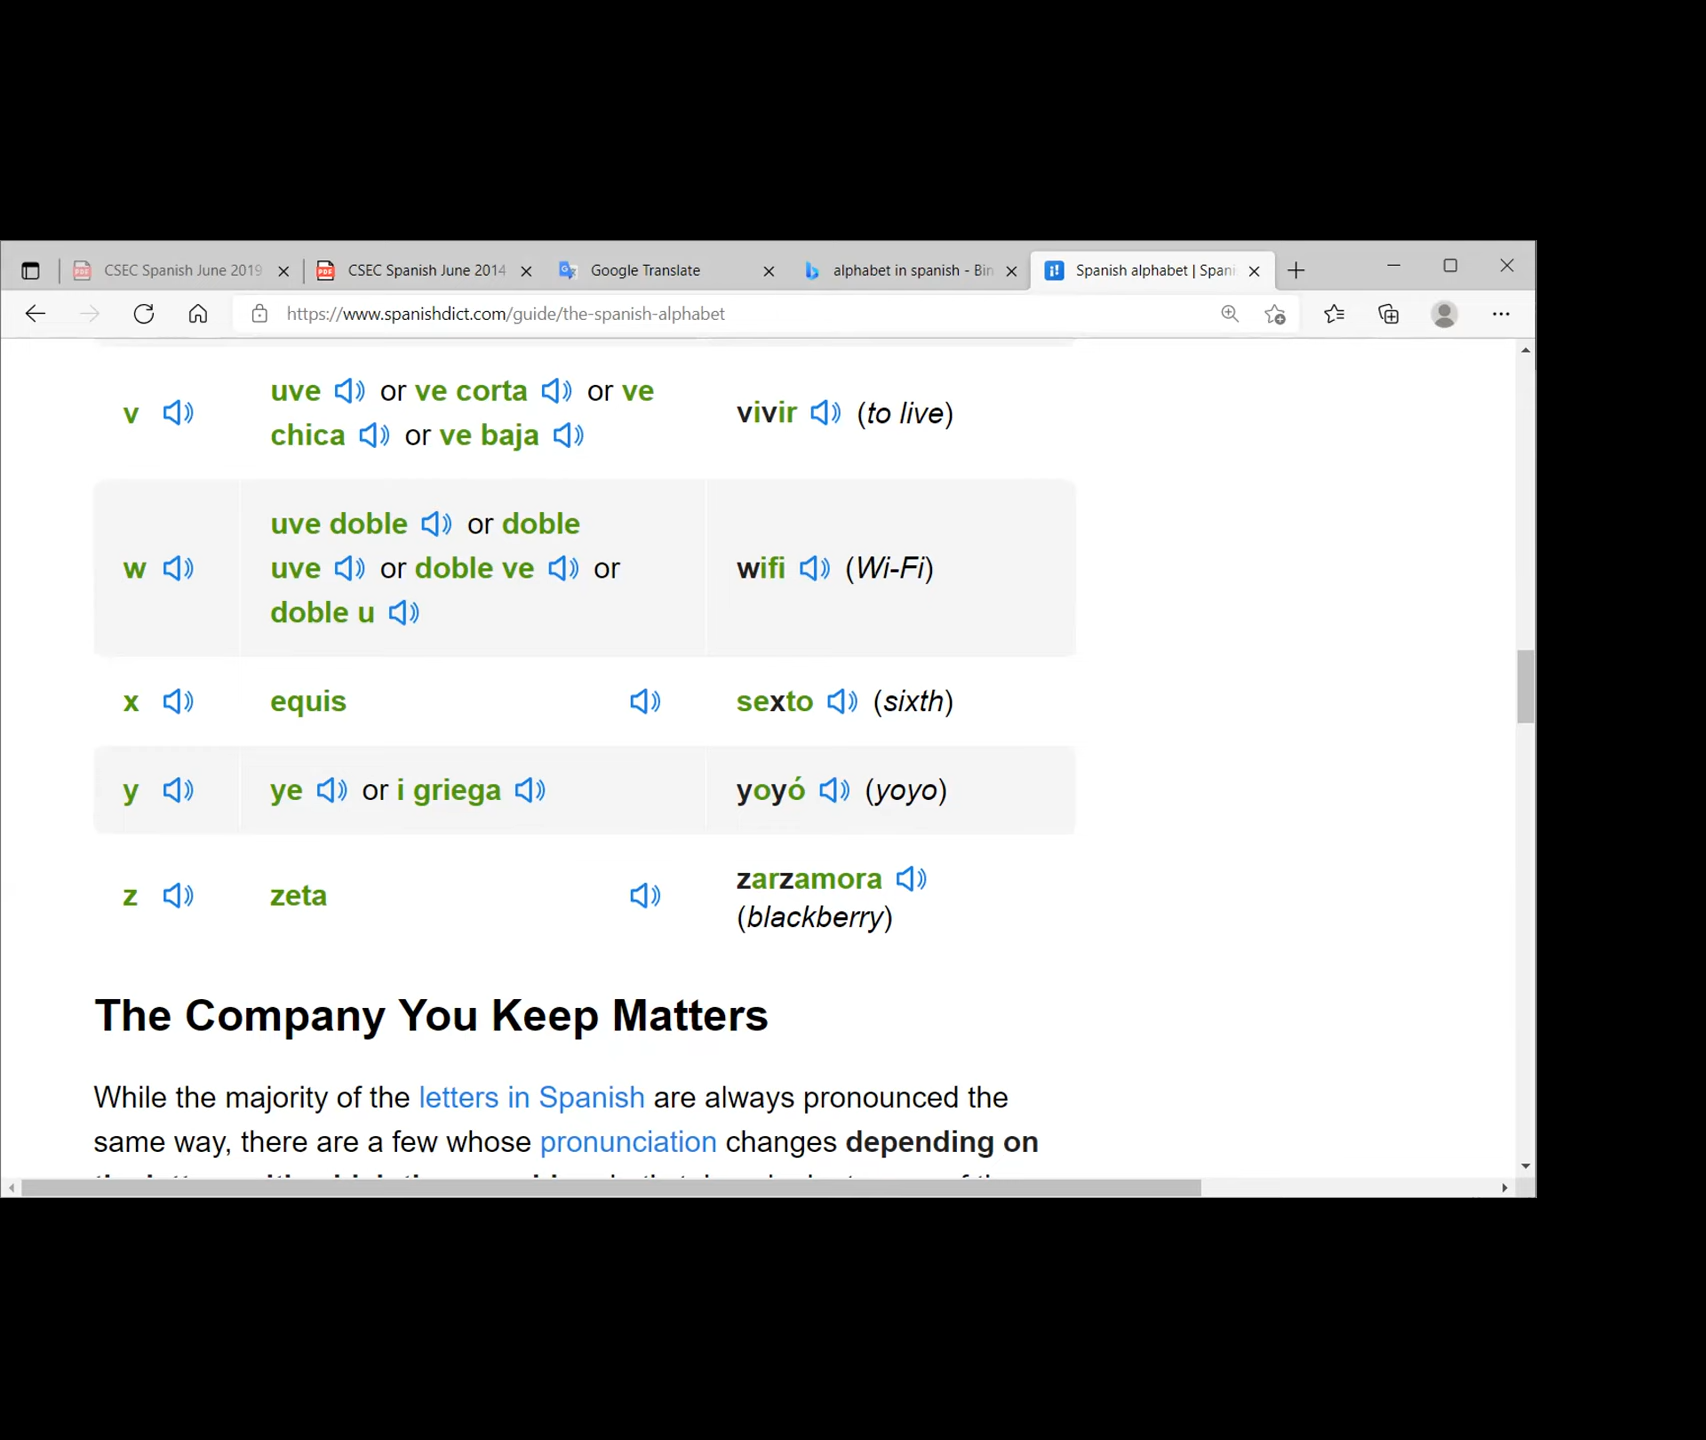 CSEC Spanish June 2019
CSEC Spanish June 2014
Google Translate
alphabet in spanish - Bin
Spanish alphabet | Spani
https://www.spanishdict.com/guide/the-spanish-alphabet
v uve or ve corta or ve chica or ve baja vivir (to live)
w uve doble or doble
uve or doble ve or
doble u
wifi (Wi-Fi)
x equis sexto (sixth)
y ye or i griega yoyó (yoyo)
z zeta zarzamora
(blackberry)
The Company You Keep Matters
While the majority of the letters in Spanish are always pronounced the
same way, there are a few whose pronunciation changes depending on